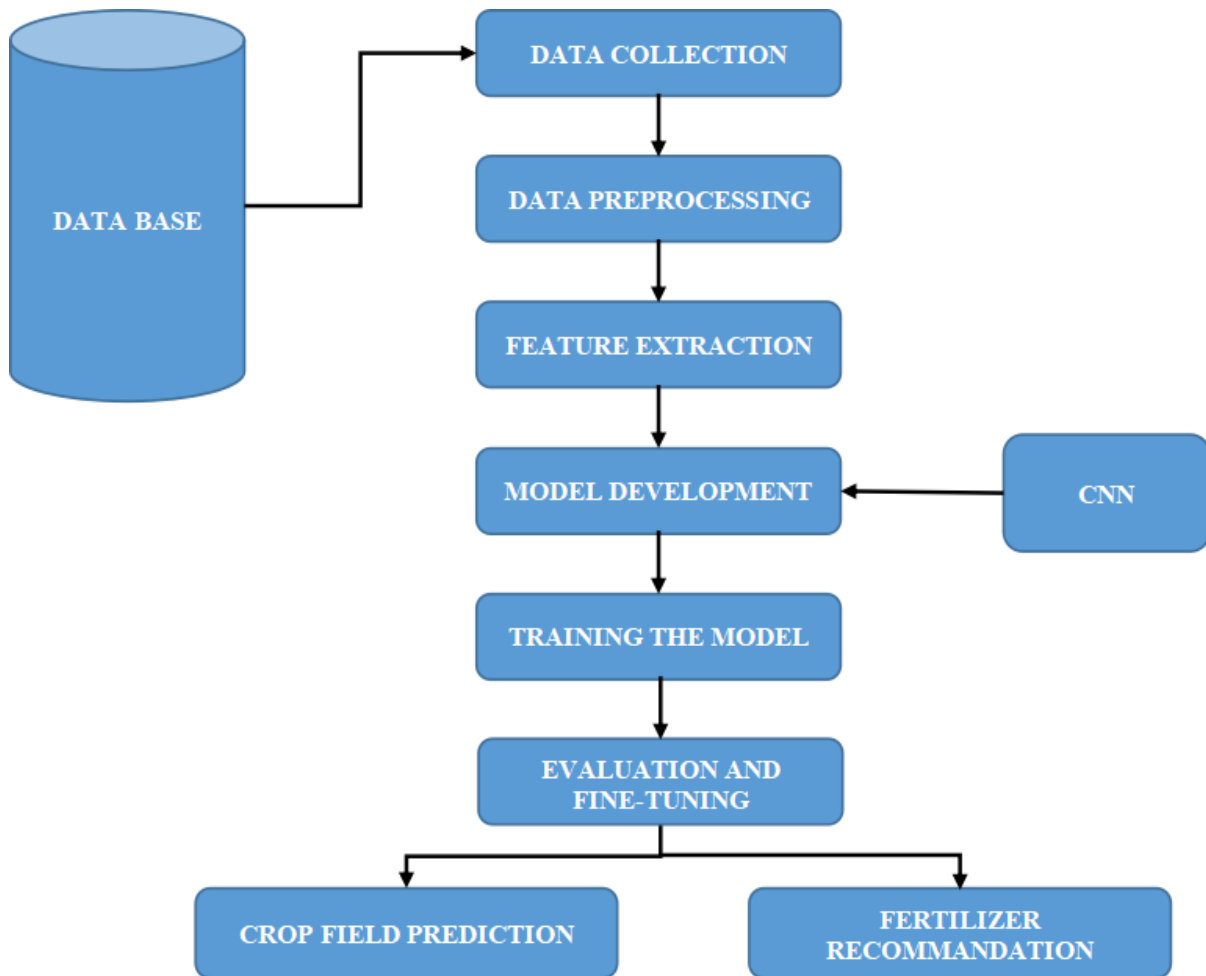 DATA COLLECTION
DATA BASE
DATA PREPROCESSING
FEATURE EXTRACTION
MODEL DEVELOPMENT
CNN
TRAINING THE MODEL
EVALUATION AND
FINE-TUNING
CROP FIELD PREDICTION
FERTILIZER
RECOMMANDATION